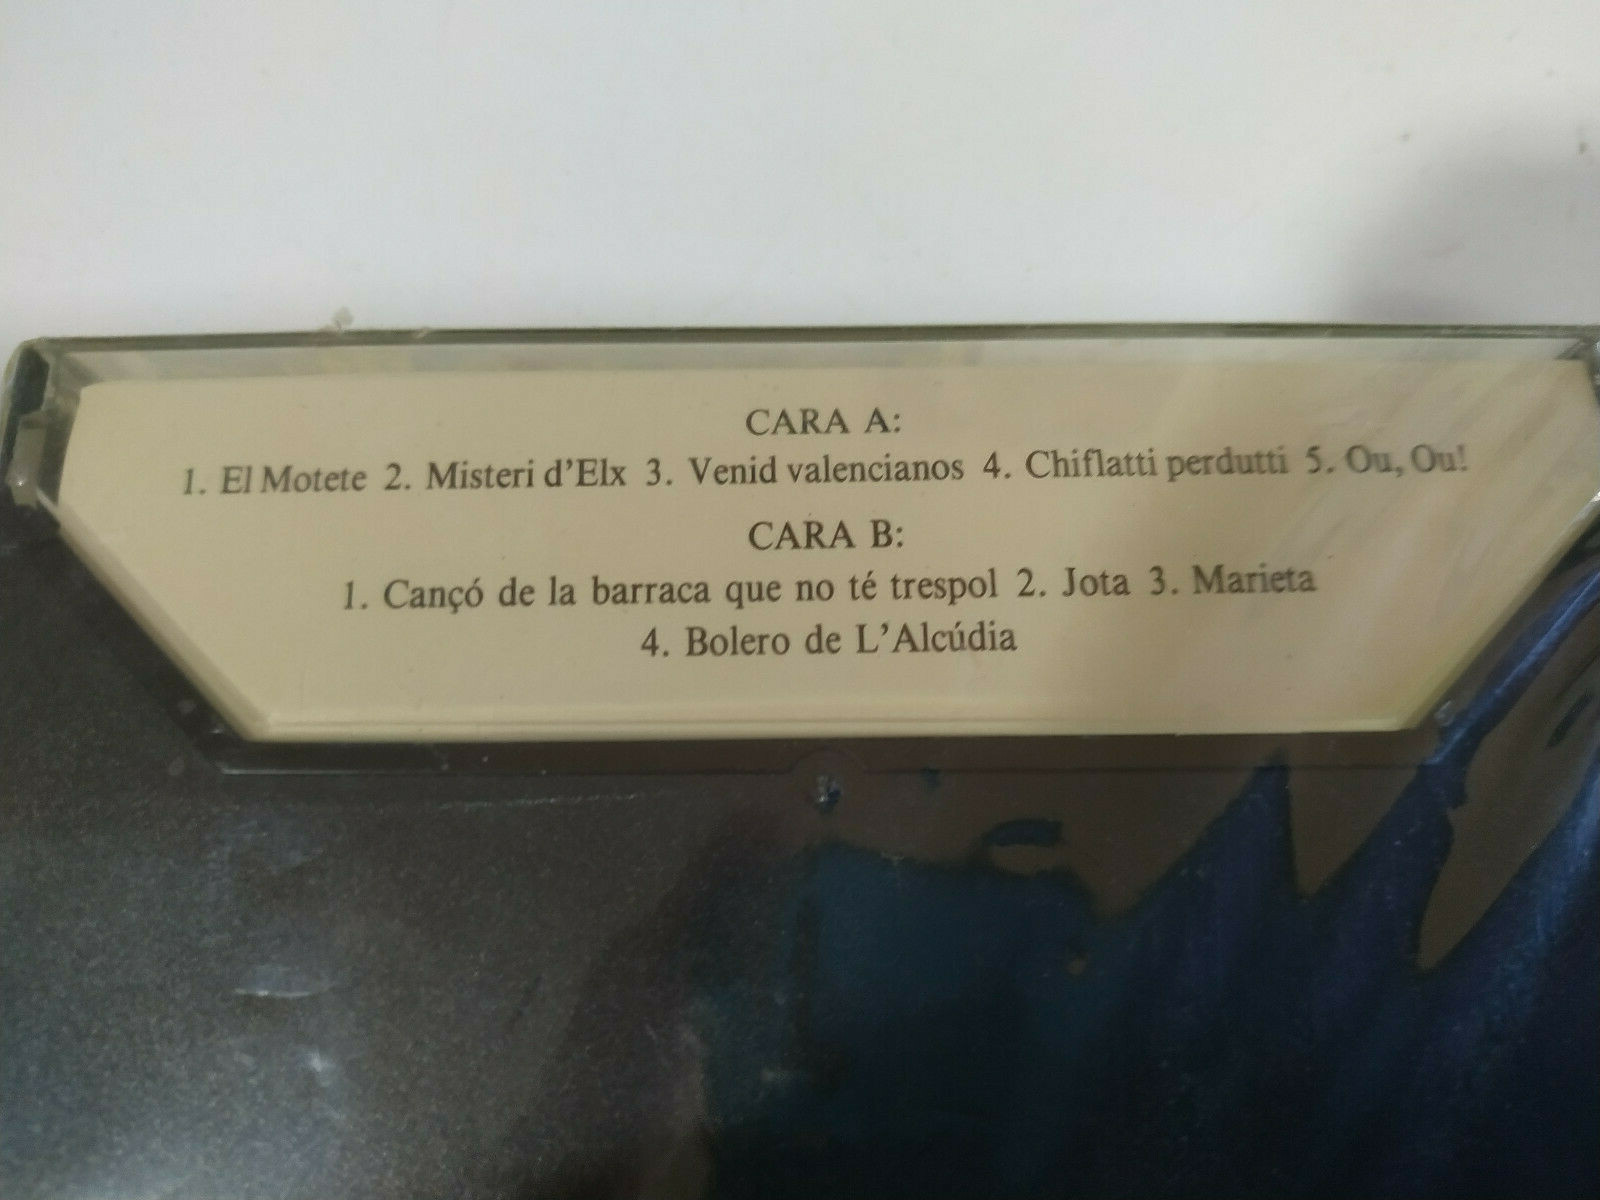 CARA A:
1. El Motete 2. Misteri d'Elx 3. Venid valencianos 4. Chiflatti perdutti 5. Ou, Ou!
CARA B:
1. Cançó de la barraca que no té trespol 2. Jota 3. Marieta
4. Bolero de L'Alcúdia